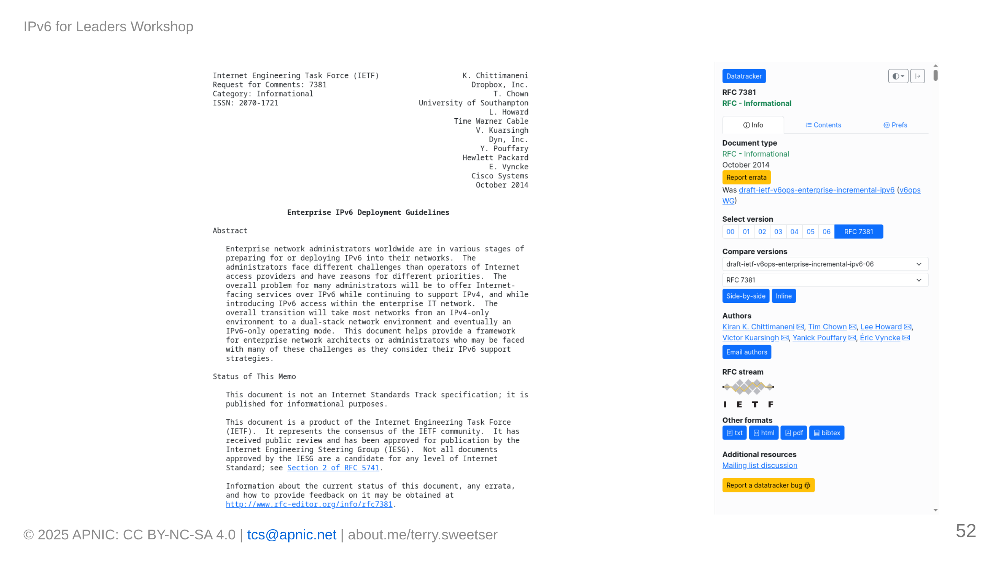 IPv6 for Leaders Workshop
Internet Engineering Task Force (IETF) K. Chittimaneni
Request for Comments: 7381 Dropbox, Inc.
Category: Informational T. Chown
ISSN: 2070-1721 University of Southampton
L. Howard
Time Warner Cable
V. Kuarsingh
Dyn, Inc.
Y. Pouffary
Hewlett Packard
E. Vyncke
Cisco Systems
October 2014
Enterprise IPv6 Deployment Guidelines
Abstract
Enterprise network administrators worldwide are in various stages of
preparing for or deploying IPv6 into their networks. The
administrators face different challenges than operators of Internet
access providers and have reasons for different priorities. The
overall problem for many administrators will be to offer Internet-
facing services over IPv6 while continuing to support IPv4, and while
introducing IPv6 access within the enterprise IT network. The
overall transition will take most networks from an IPv4-only
environment to a dual-stack network environment and eventually an
IPv6-only operating mode. This document helps provide a framework
for enterprise network architects or administrators who may be faced
with many of these challenges as they consider their IPv6 support
strategies.
Status of This Memo
This document is not an Internet Standards Track specification; it is
published for informational purposes.
This document is a product of the Internet Engineering Task Force
(IETF). It represents the consensus of the IETF community. It has
received public review and has been approved for publication by the
Internet Engineering Steering Group (IESG). Not all documents
approved by the IESG are a candidate for any level of Internet
Standard; see Section 2 of RFC 5741.
Information about the current status of this document, any errata,
and how to provide feedback on it may be obtained at
http://www.rfc-editor.org/info/rfc7381.
Datatracker
RFC 7381
RFC - Informational
Info Contents Prefs
Document type
RFC - Informational
October 2014
Report errata
Was draft-ietf-v6ops-enterprise-incremental-ipv6 (v6ops
WG)
Select version
00 01 02 03 04 05 06 RFC 7381
Compare versions
draft-ietf-v6ops-enterprise-incremental-ipv6-06
RFC 7381
Side-by-side Inline
Authors
Kiran K. Chittimaneni, Tim Chown, Lee Howard,
Victor Kuarsingh, Yanick Pouffary, Éric Vyncke
Email authors
RFC stream
I E T F
Other formats
txt html pdf bibtex
Additional resources
Mailing list discussion
Report a datatracker bug
© 2025 APNIC: CC BY-NC-SA 4.0 | tcs@apnic.net | about.me/terry.sweetser
52